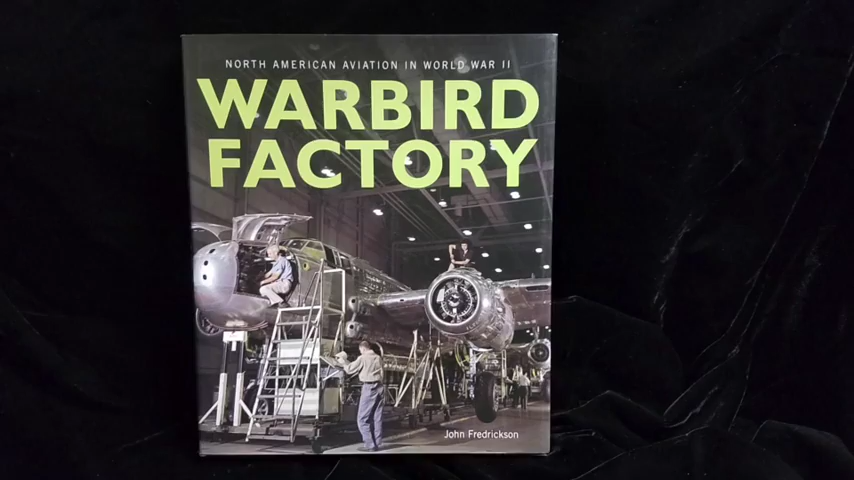 NORTH AMERICAN AVIATION IN WORLD WAR II
WARBIRD
FACTORY
John Fredrickson